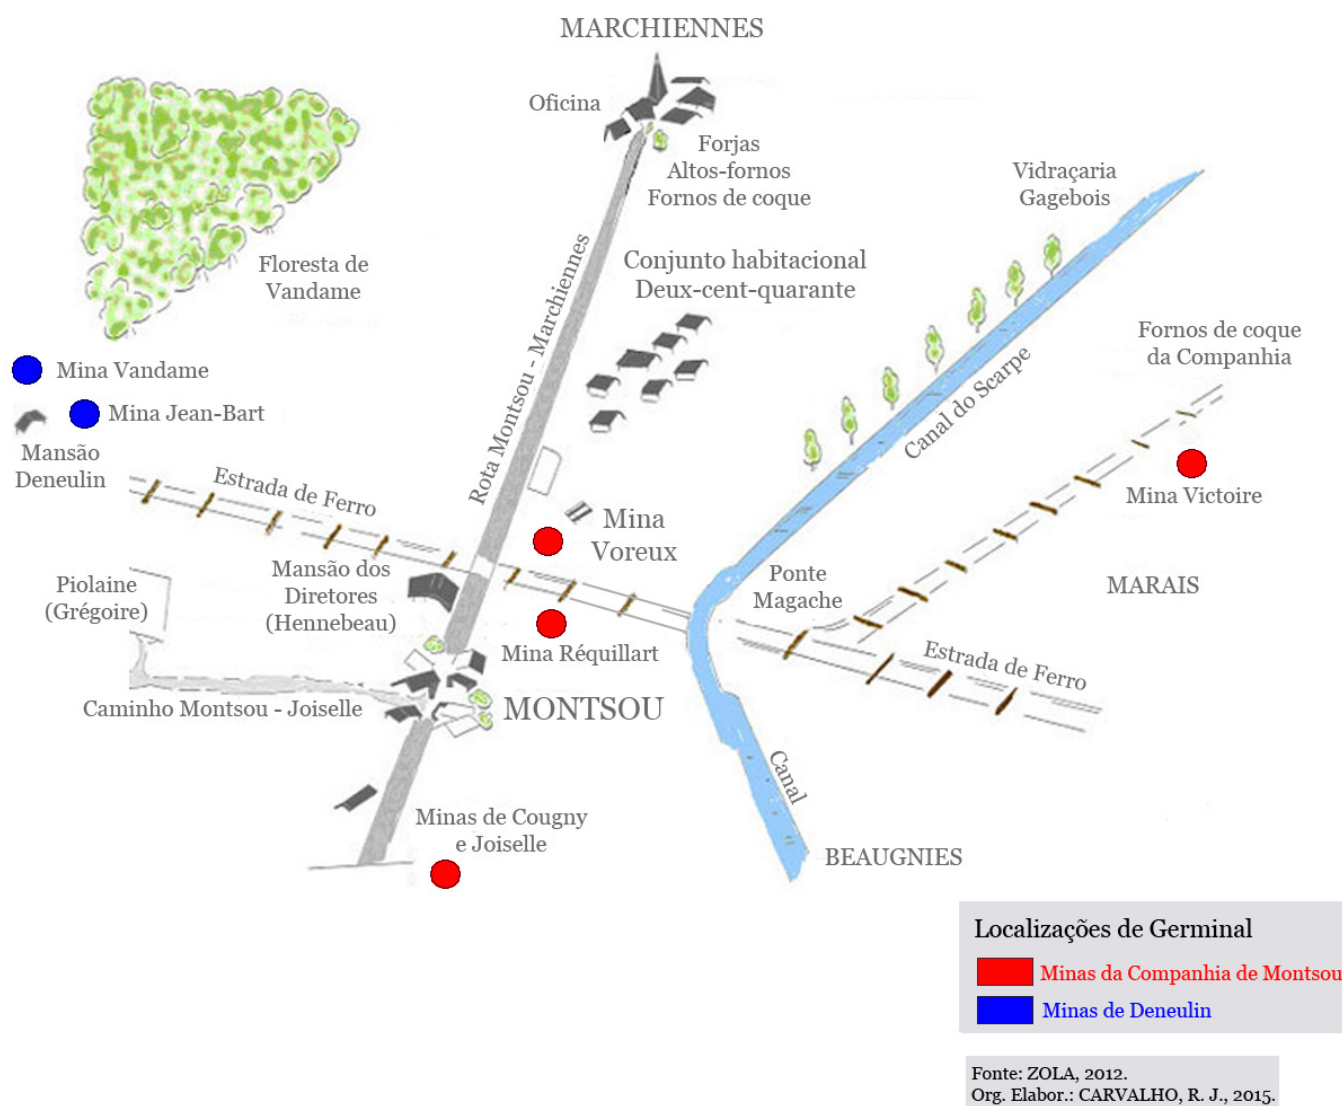 MARCHIENNES
Oficina
Forjas
Altos-fornos
Fornos de coque
Vidraçaria
Gagebois
Floresta de
Vandame
Conjunto habitacional
Deux-cent-quarante
Rota Montsou - Marchiennes
Canal do Scarpe
Fornos de coque
da Companhia
Mina Vandame
Mina Jean-Bart
Mansão
Deneulin
Estrada de Ferro
Mina Victoire
Mina
Voreux
Mansão dos
Diretores
(Hennebeau)
Piolaine
(Grégoire)
Ponte
Magache
MARAIS
Mina Réquillart
Estrada de Ferro
Caminho Montsou - Joiselle
MONTSOU
Canal
Minas de Cougny
e Joiselle
BEAUGNIES
Localizações de Germinal
Minas da Companhia de Montsou
Minas de Deneulin
Fonte: ZOLA, 2012.
Org. Elabor.: CARVALHO, R. J., 2015.